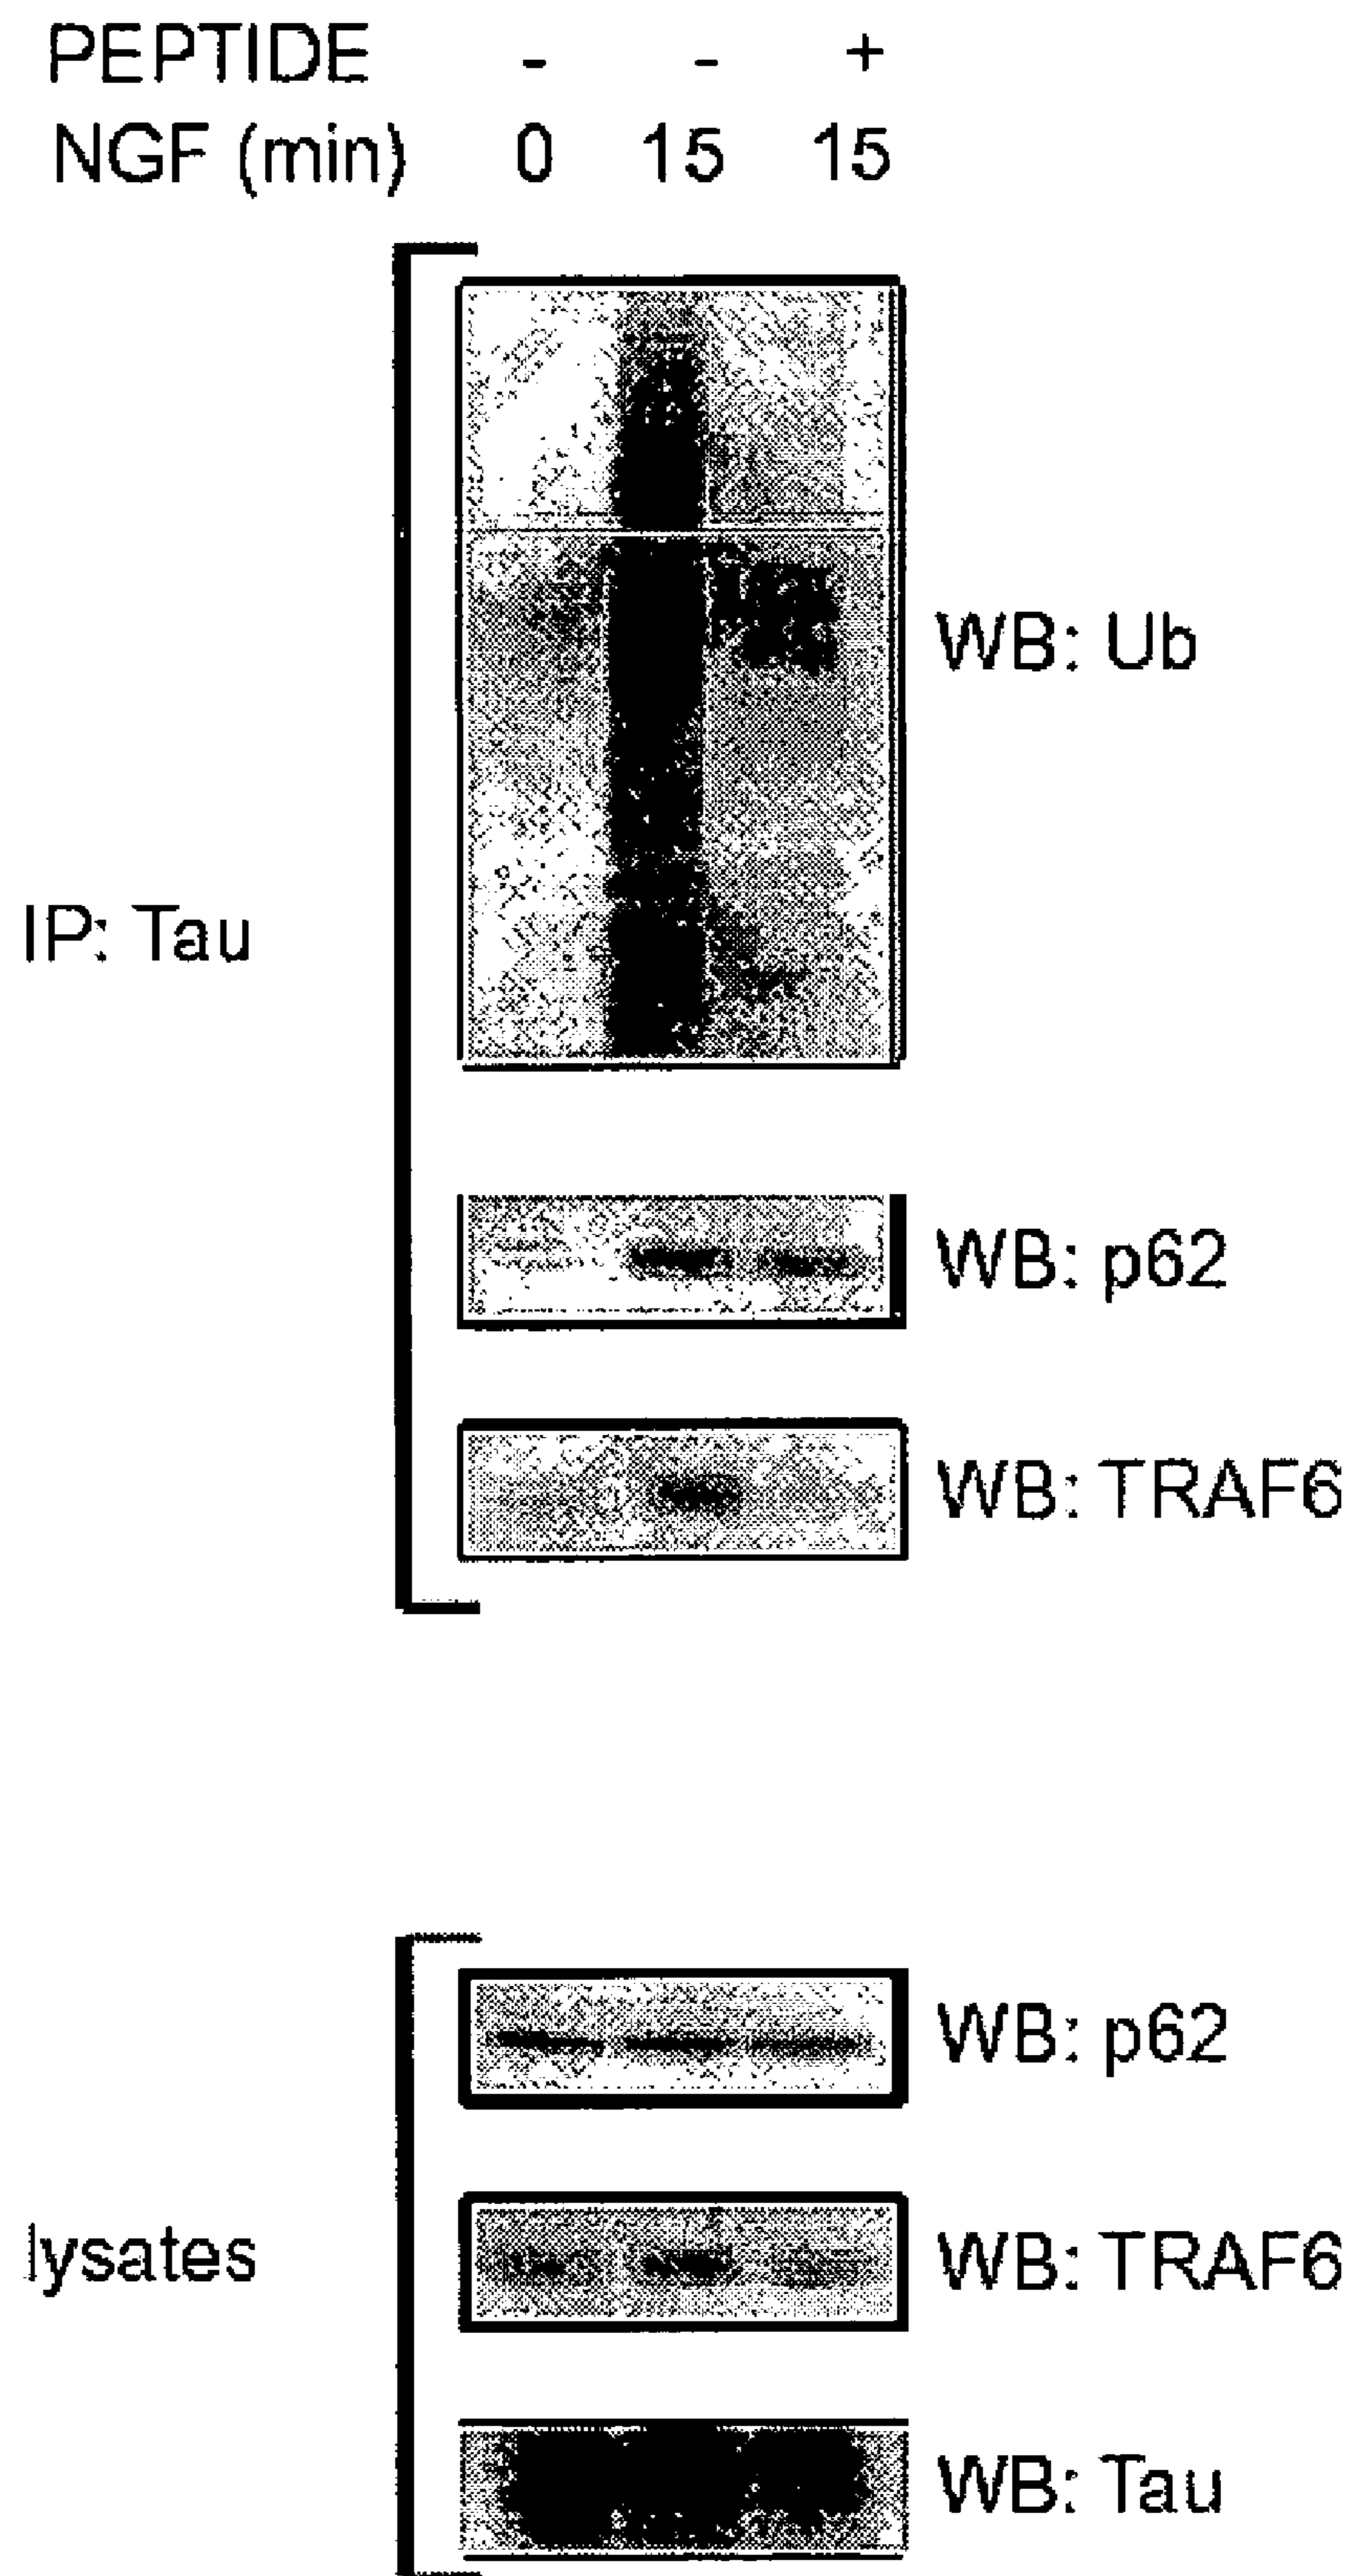 PEPTIDE - - +
NGF (min) 0 15 15
WB: Ub
IP: Tau
WB: p62
WB: TRAF6
WB: p62
lysates
WB: TRAF6
WB: Tau